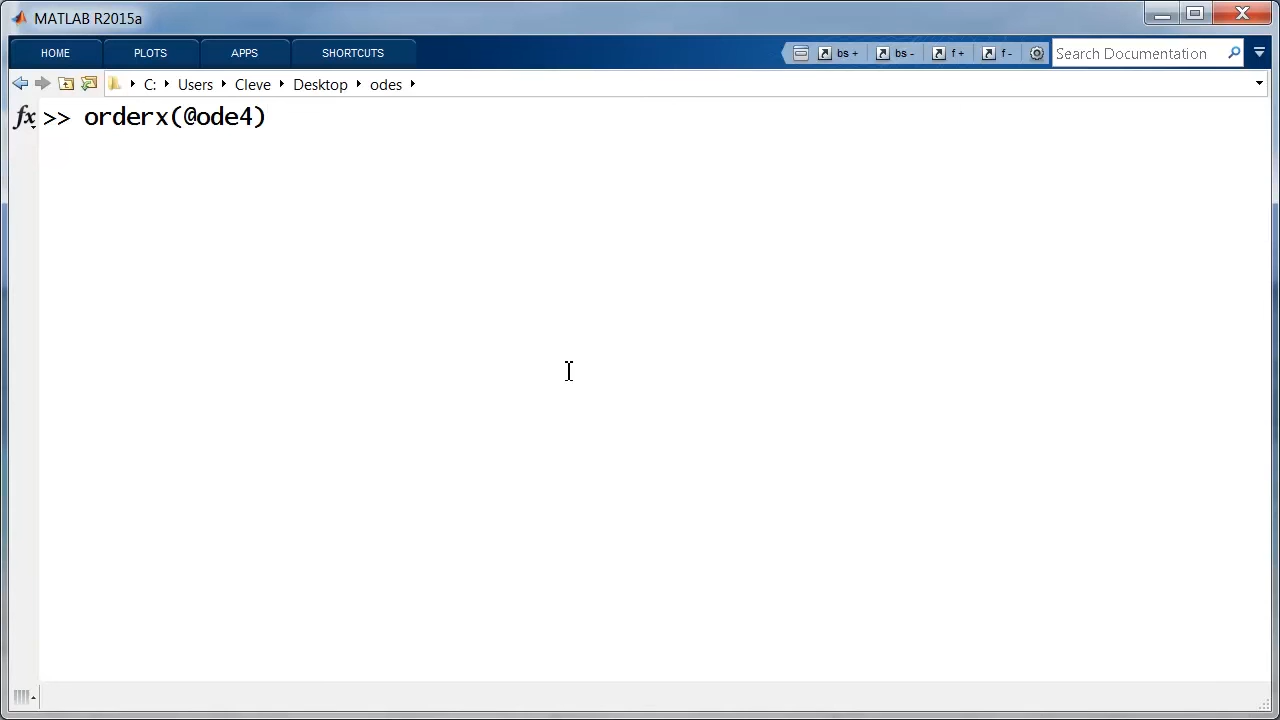 MATLAB R2015a
HOME PLOTS APPS SHORTCUTS bs + bs - f + f - Search Documentation
C: Users Cleve Desktop odes
fx >> orderx(@ode4)